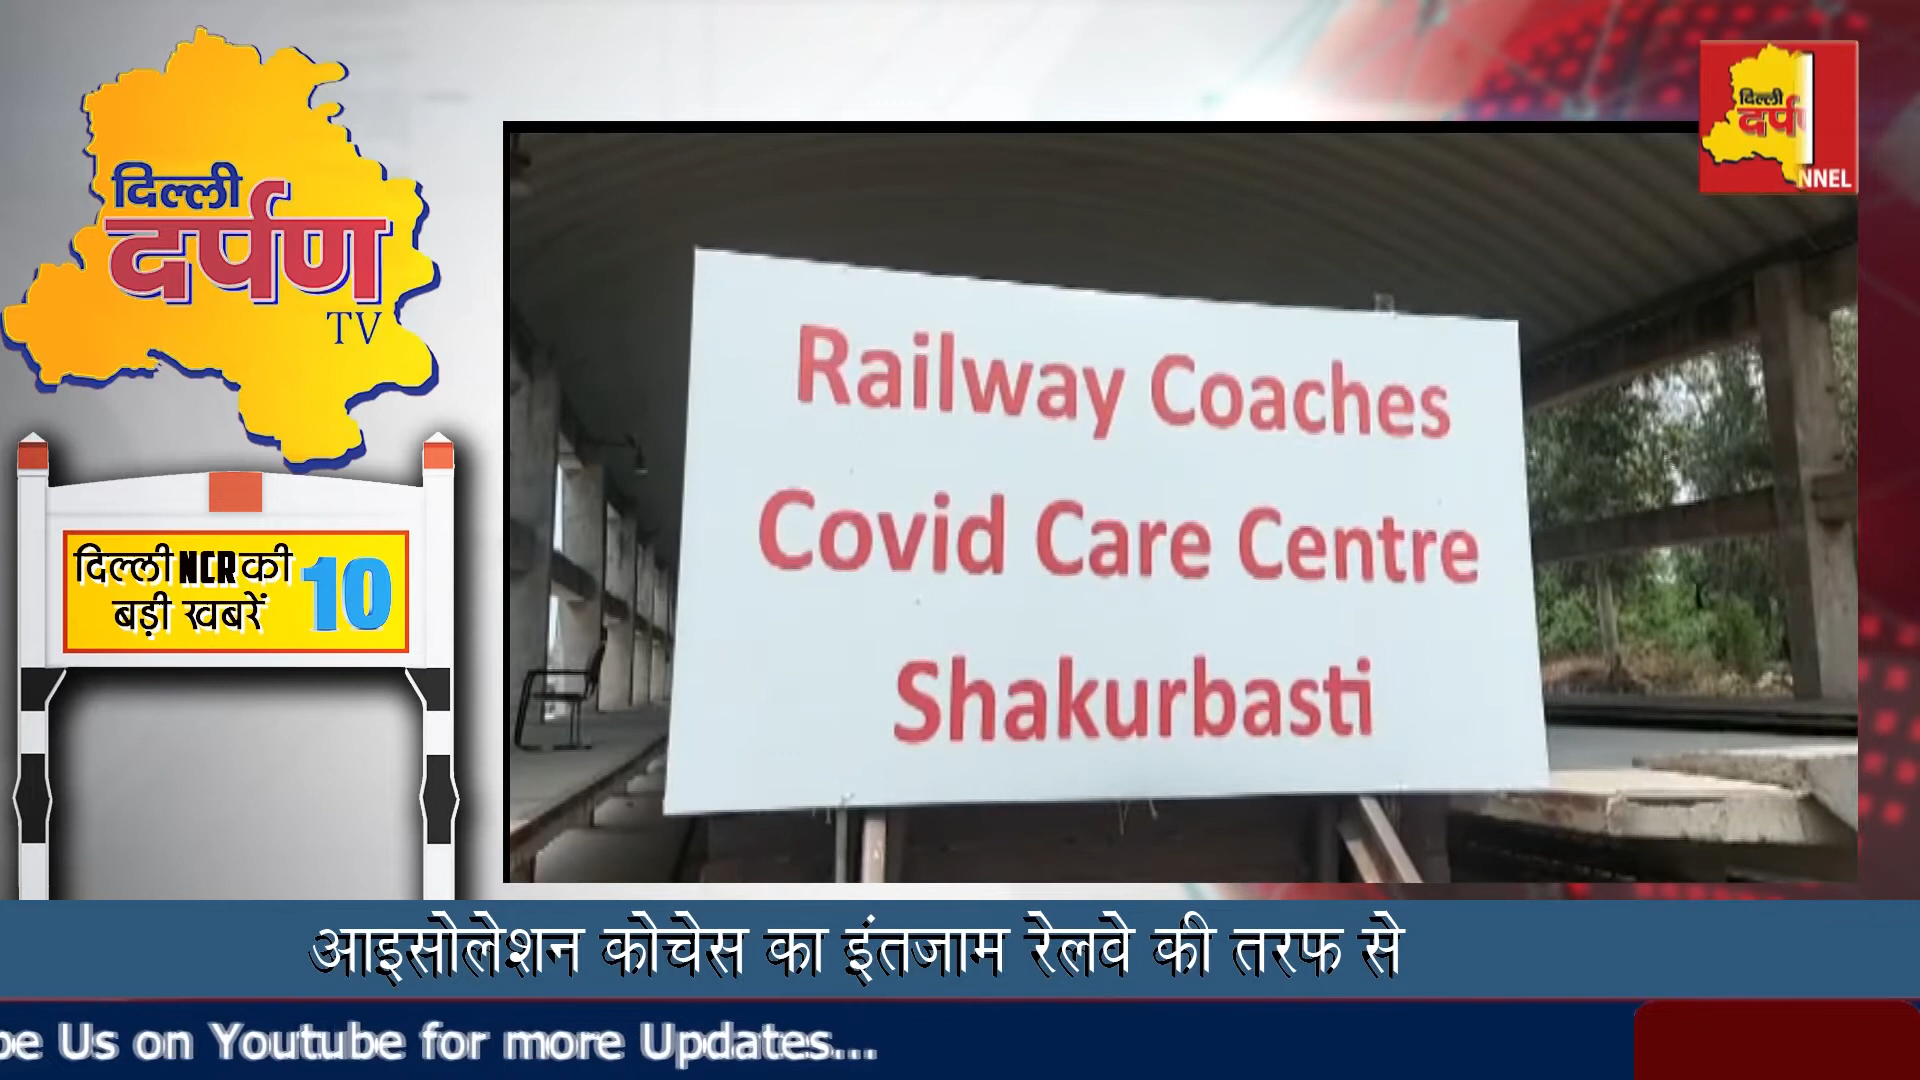 दिल्ली
दर्पण
TV
दिल्ली
दर्प
NNEL
Railway Coaches
Covid Care Centre
Shakurbasti
दिल्ली NCR की
बड़ी खबरें
10
आइसोलेशन कोचेस का इंतजाम रेलवे की तरफ से
be Us on Youtube for more Updates...